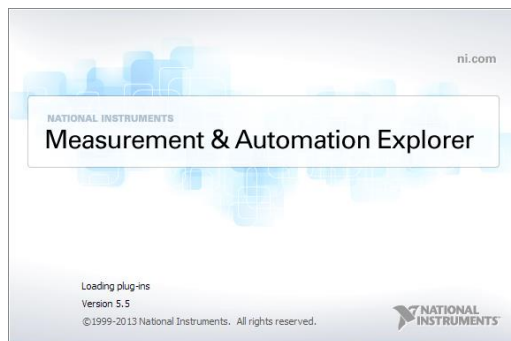 ni.com
NATIONAL INSTRUMENTS
Measurement & Automation Explorer
Loading plug-ins
Version 5.5
©1999-2013 National Instruments. All rights reserved.
NATIONAL
INSTRUMENTS